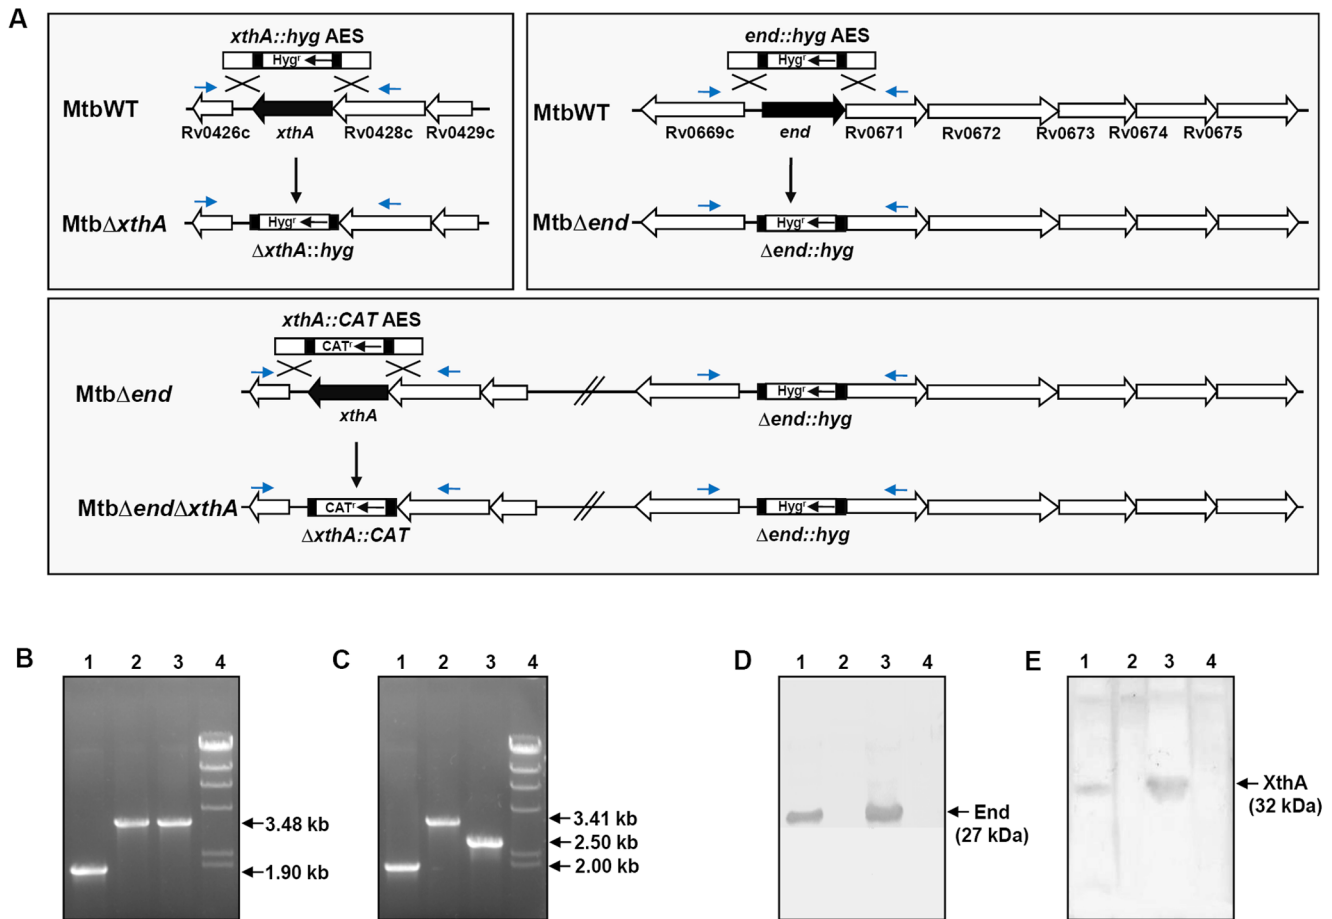 A
xthA::hyg AES
Hygʳ
MtbWT
Rv0426c xthA Rv0428c Rv0429c
MtbΔxthA
Hygʳ
ΔxthA::hyg
end::hyg AES
Hygʳ
MtbWT
Rv0669c end Rv0671 Rv0672 Rv0673 Rv0674 Rv0675
MtbΔend
Hygʳ
Δend::hyg
xthA::CAT AES
CATʳ
MtbΔend
xthA
Hygʳ
Δend::hyg
MtbΔendΔxthA
CATʳ
ΔxthA::CAT
Hygʳ
Δend::hyg
B
1 2 3 4
3.48 kb
1.90 kb
C
1 2 3 4
3.41 kb
2.50 kb
2.00 kb
D
1 2 3 4
End
(27 kDa)
E
1 2 3 4
XthA
(32 kDa)